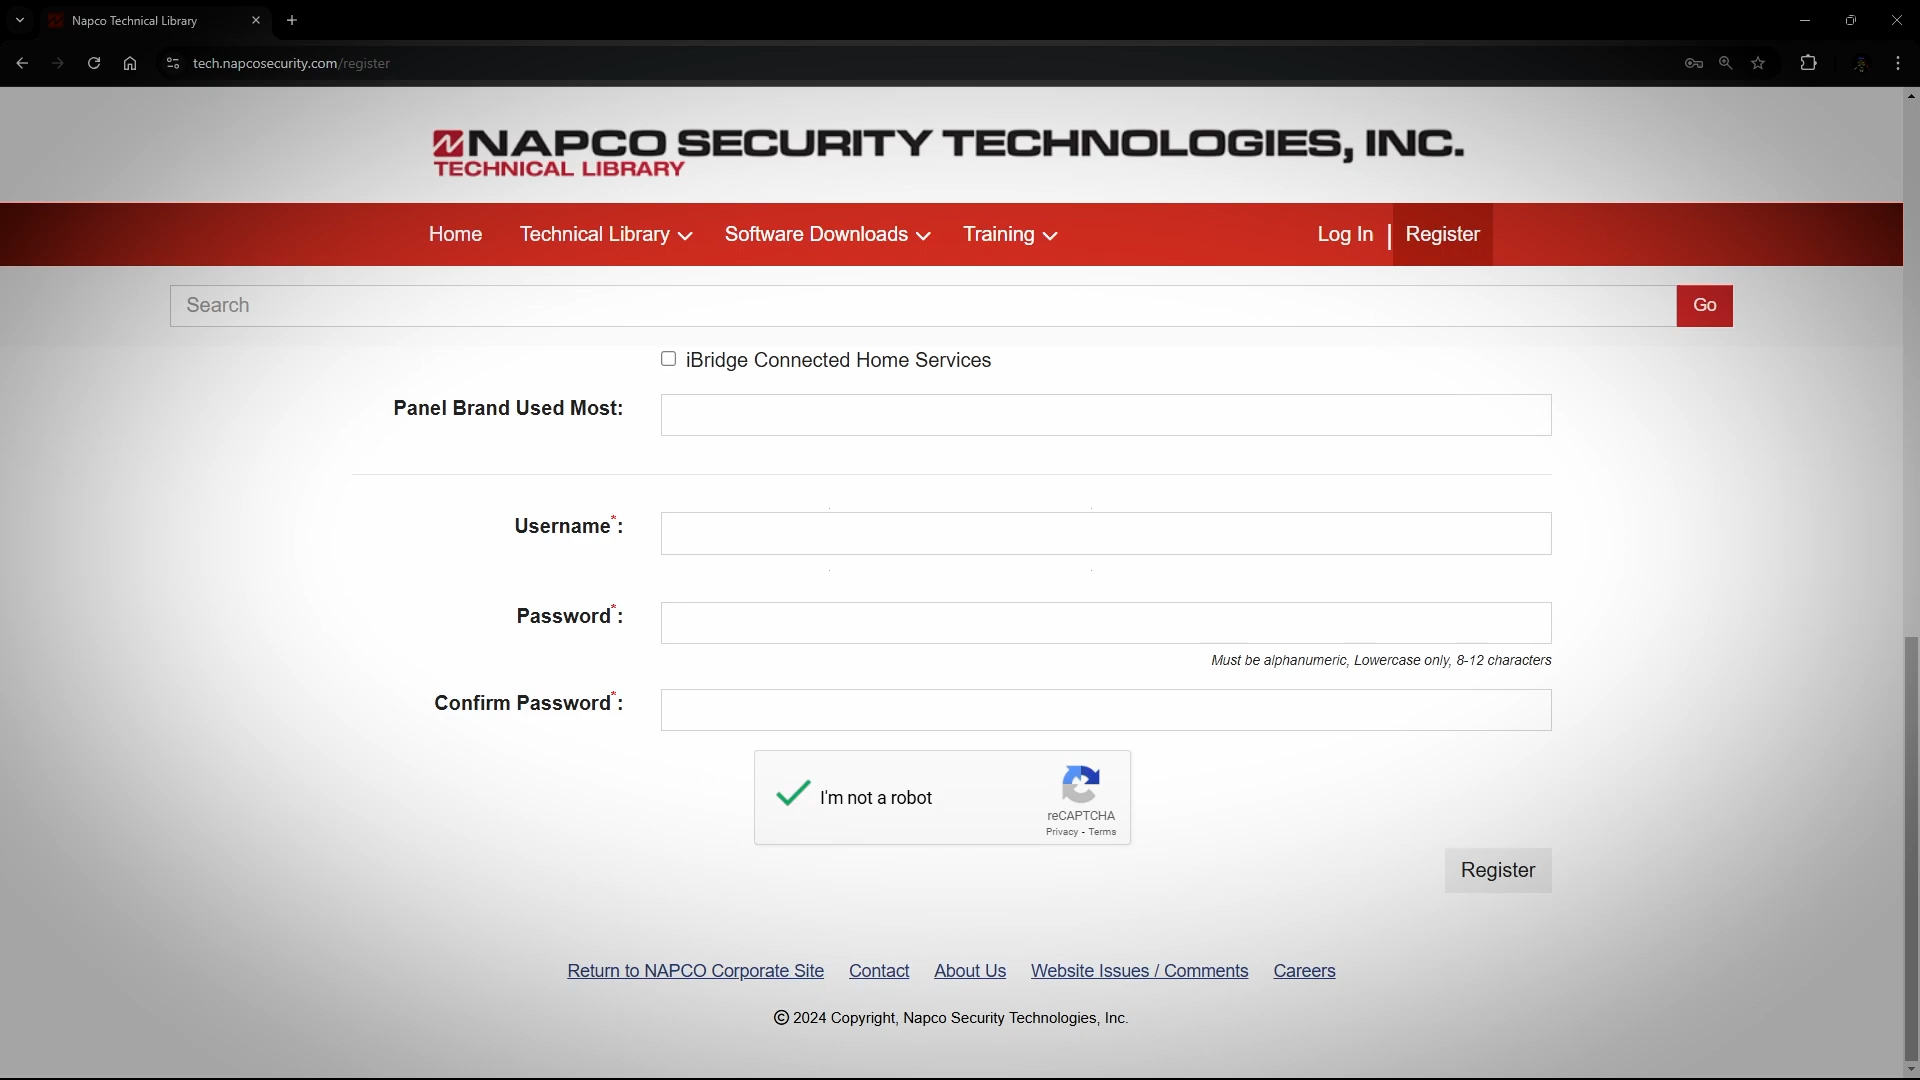 Napco Technical Library
tech.napcosecurity.com/register
NAPCO SECURITY TECHNOLOGIES, INC.
TECHNICAL LIBRARY
Home Technical Library Software Downloads Training Log In | Register
Search Go
iBridge Connected Home Services
Panel Brand Used Most:
Username*:
Password*:
Must be alphanumeric, Lowercase only, 8-12 characters
Confirm Password*:
I'm not a robot
reCAPTCHA
Privacy - Terms
Register
Return to NAPCO Corporate Site Contact About Us Website Issues / Comments Careers
© 2024 Copyright, Napco Security Technologies, Inc.